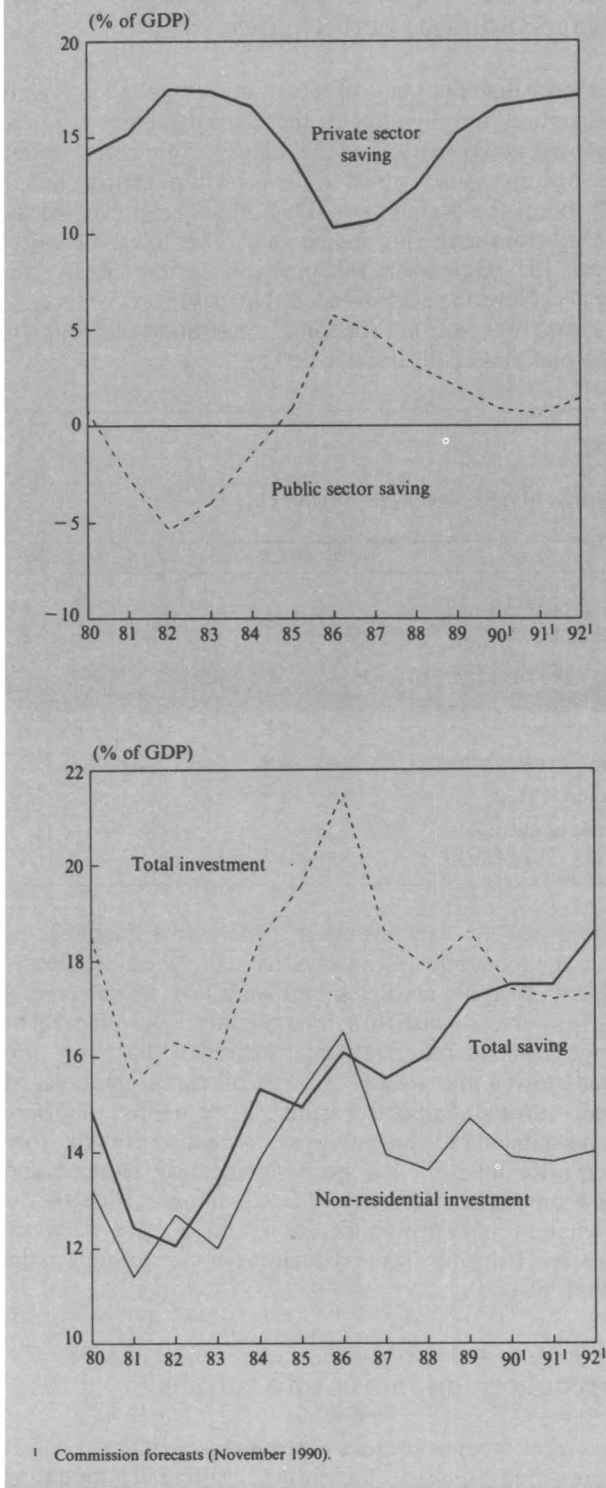 (% of GDP)
20
15
10
5
0
−5
−10
Private sector
saving
Public sector saving
80 81 82 83 84 85 86 87 88 89 90¹ 91¹ 92¹
(% of GDP)
22
20
18
16
14
12
10
Total investment
Total saving
Non-residential investment
80 81 82 83 84 85 86 87 88 89 90¹ 91¹ 92¹
¹ Commission forecasts (November 1990).